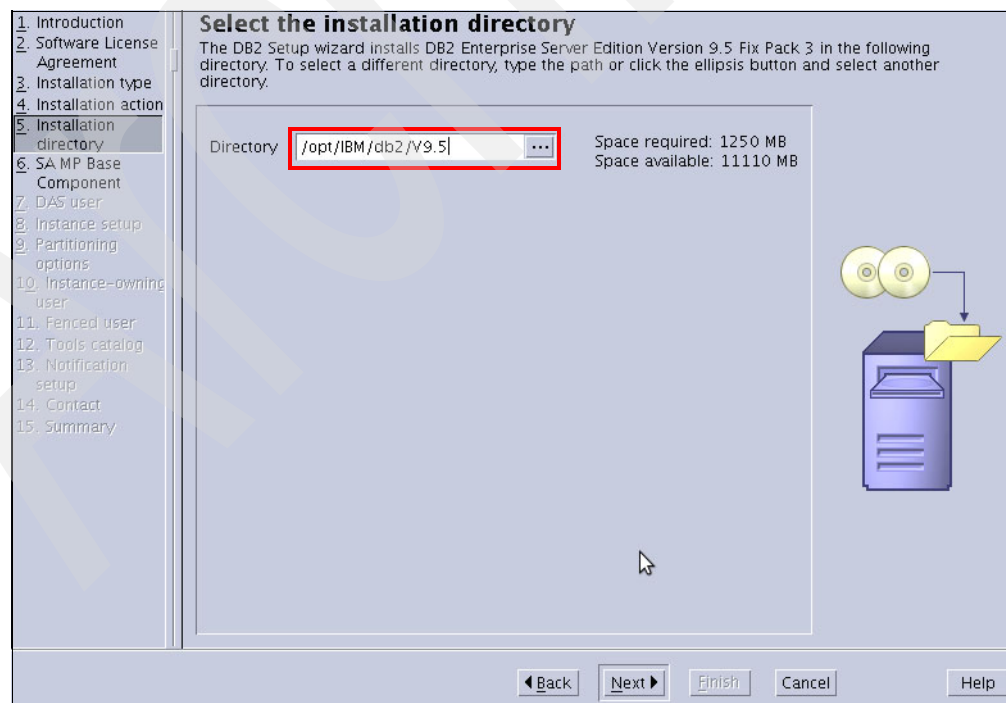 1. Introduction
2. Software License
Agreement
3. Installation type
4. Installation action
5. Installation
directory
6. SA MP Base
Component
7. DAS user
8. Instance setup
9. Partitioning
options
10. Instance-owning
user
11. Fenced user
12. Tools catalog
13. Notification
setup
14. Contact
15. Summary
Select the installation directory
The DB2 Setup wizard installs DB2 Enterprise Server Edition Version 9.5 Fix Pack 3 in the following
directory. To select a different directory, type the path or click the ellipsis button and select another
directory.
Directory /opt/IBM/db2/V9.5 ...
Space required: 1250 MB
Space available: 11110 MB
Back Next Finish Cancel Help